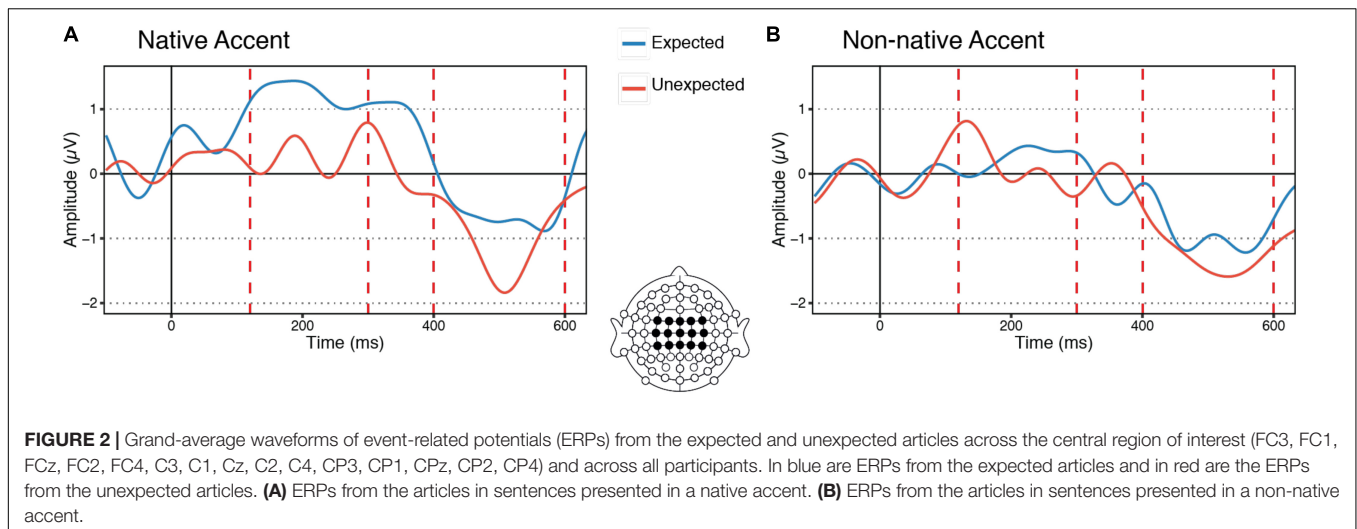 A Native Accent
Expected
Unexpected
B Non-native Accent
Amplitude (µV)
1
0
−1
−2
0 200 400 600
Time (ms)
Amplitude (µV)
1
0
−1
−2
0 200 400 600
Time (ms)
FIGURE 2 | Grand-average waveforms of event-related potentials (ERPs) from the expected and unexpected articles across the central region of interest (FC3, FC1,
FCz, FC2, FC4, C3, C1, Cz, C2, C4, CP3, CP1, CPz, CP2, CP4) and across all participants. In blue are ERPs from the expected articles and in red are the ERPs
from the unexpected articles. (A) ERPs from the articles in sentences presented in a native accent. (B) ERPs from the articles in sentences presented in a non-native
accent.